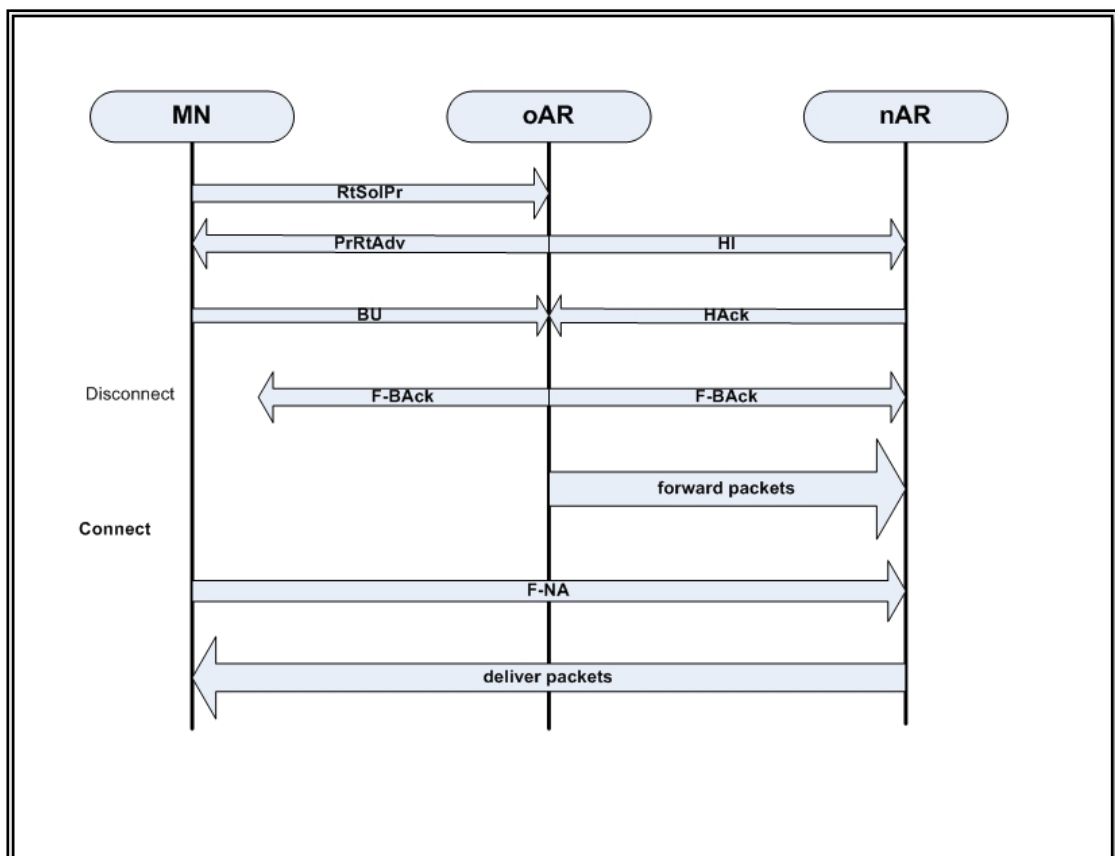 MN
oAR
nAR
RtSolPr
PrRtAdv
HI
BU
HAck
Disconnect
F-BAck
F-BAck
forward packets
Connect
F-NA
deliver packets